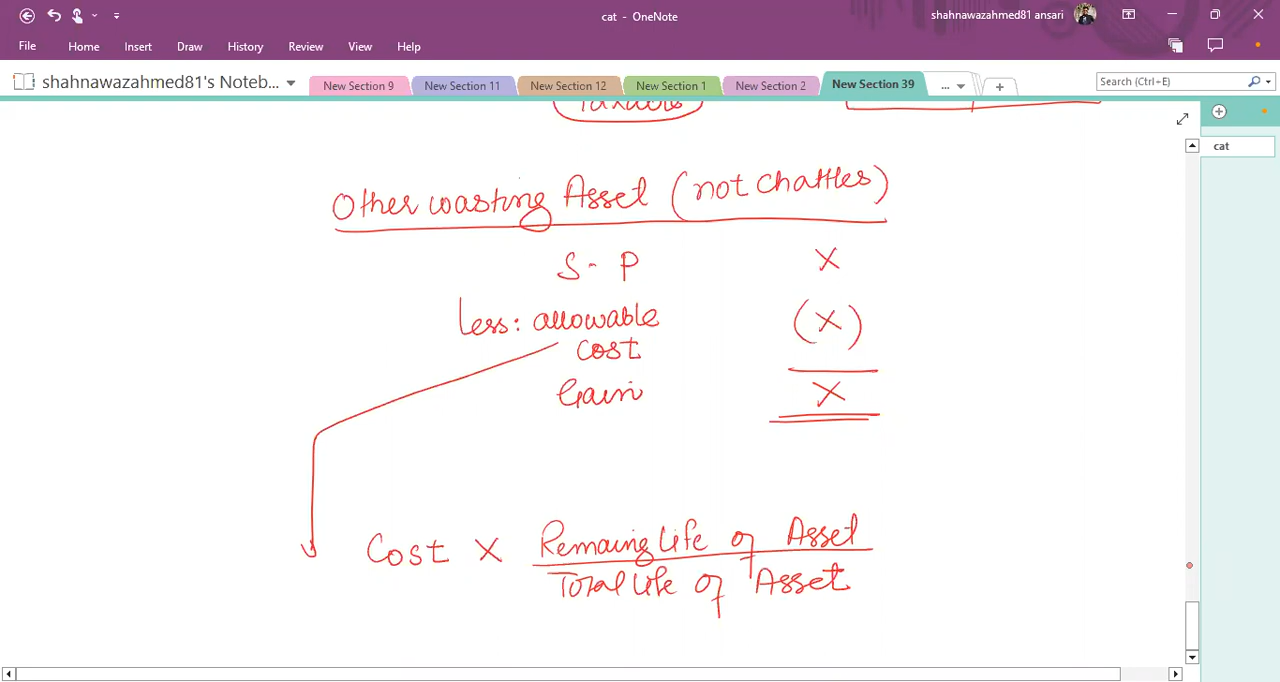 cat - OneNote
shahnawazahmed81 ansari
File Home Insert Draw History Review View Help
shahnawazahmed81's Noteb... New Section 9 New Section 11 New Section 12 New Section 1 New Section 2 New Section 39 ... Search (Ctrl+E)
Taxables
cat
Other wasting Asset (not Chattles)
S - P X
less: allowable (X)
cost
Gain X
Cost X Remaing life of Asset
Total life of Asset